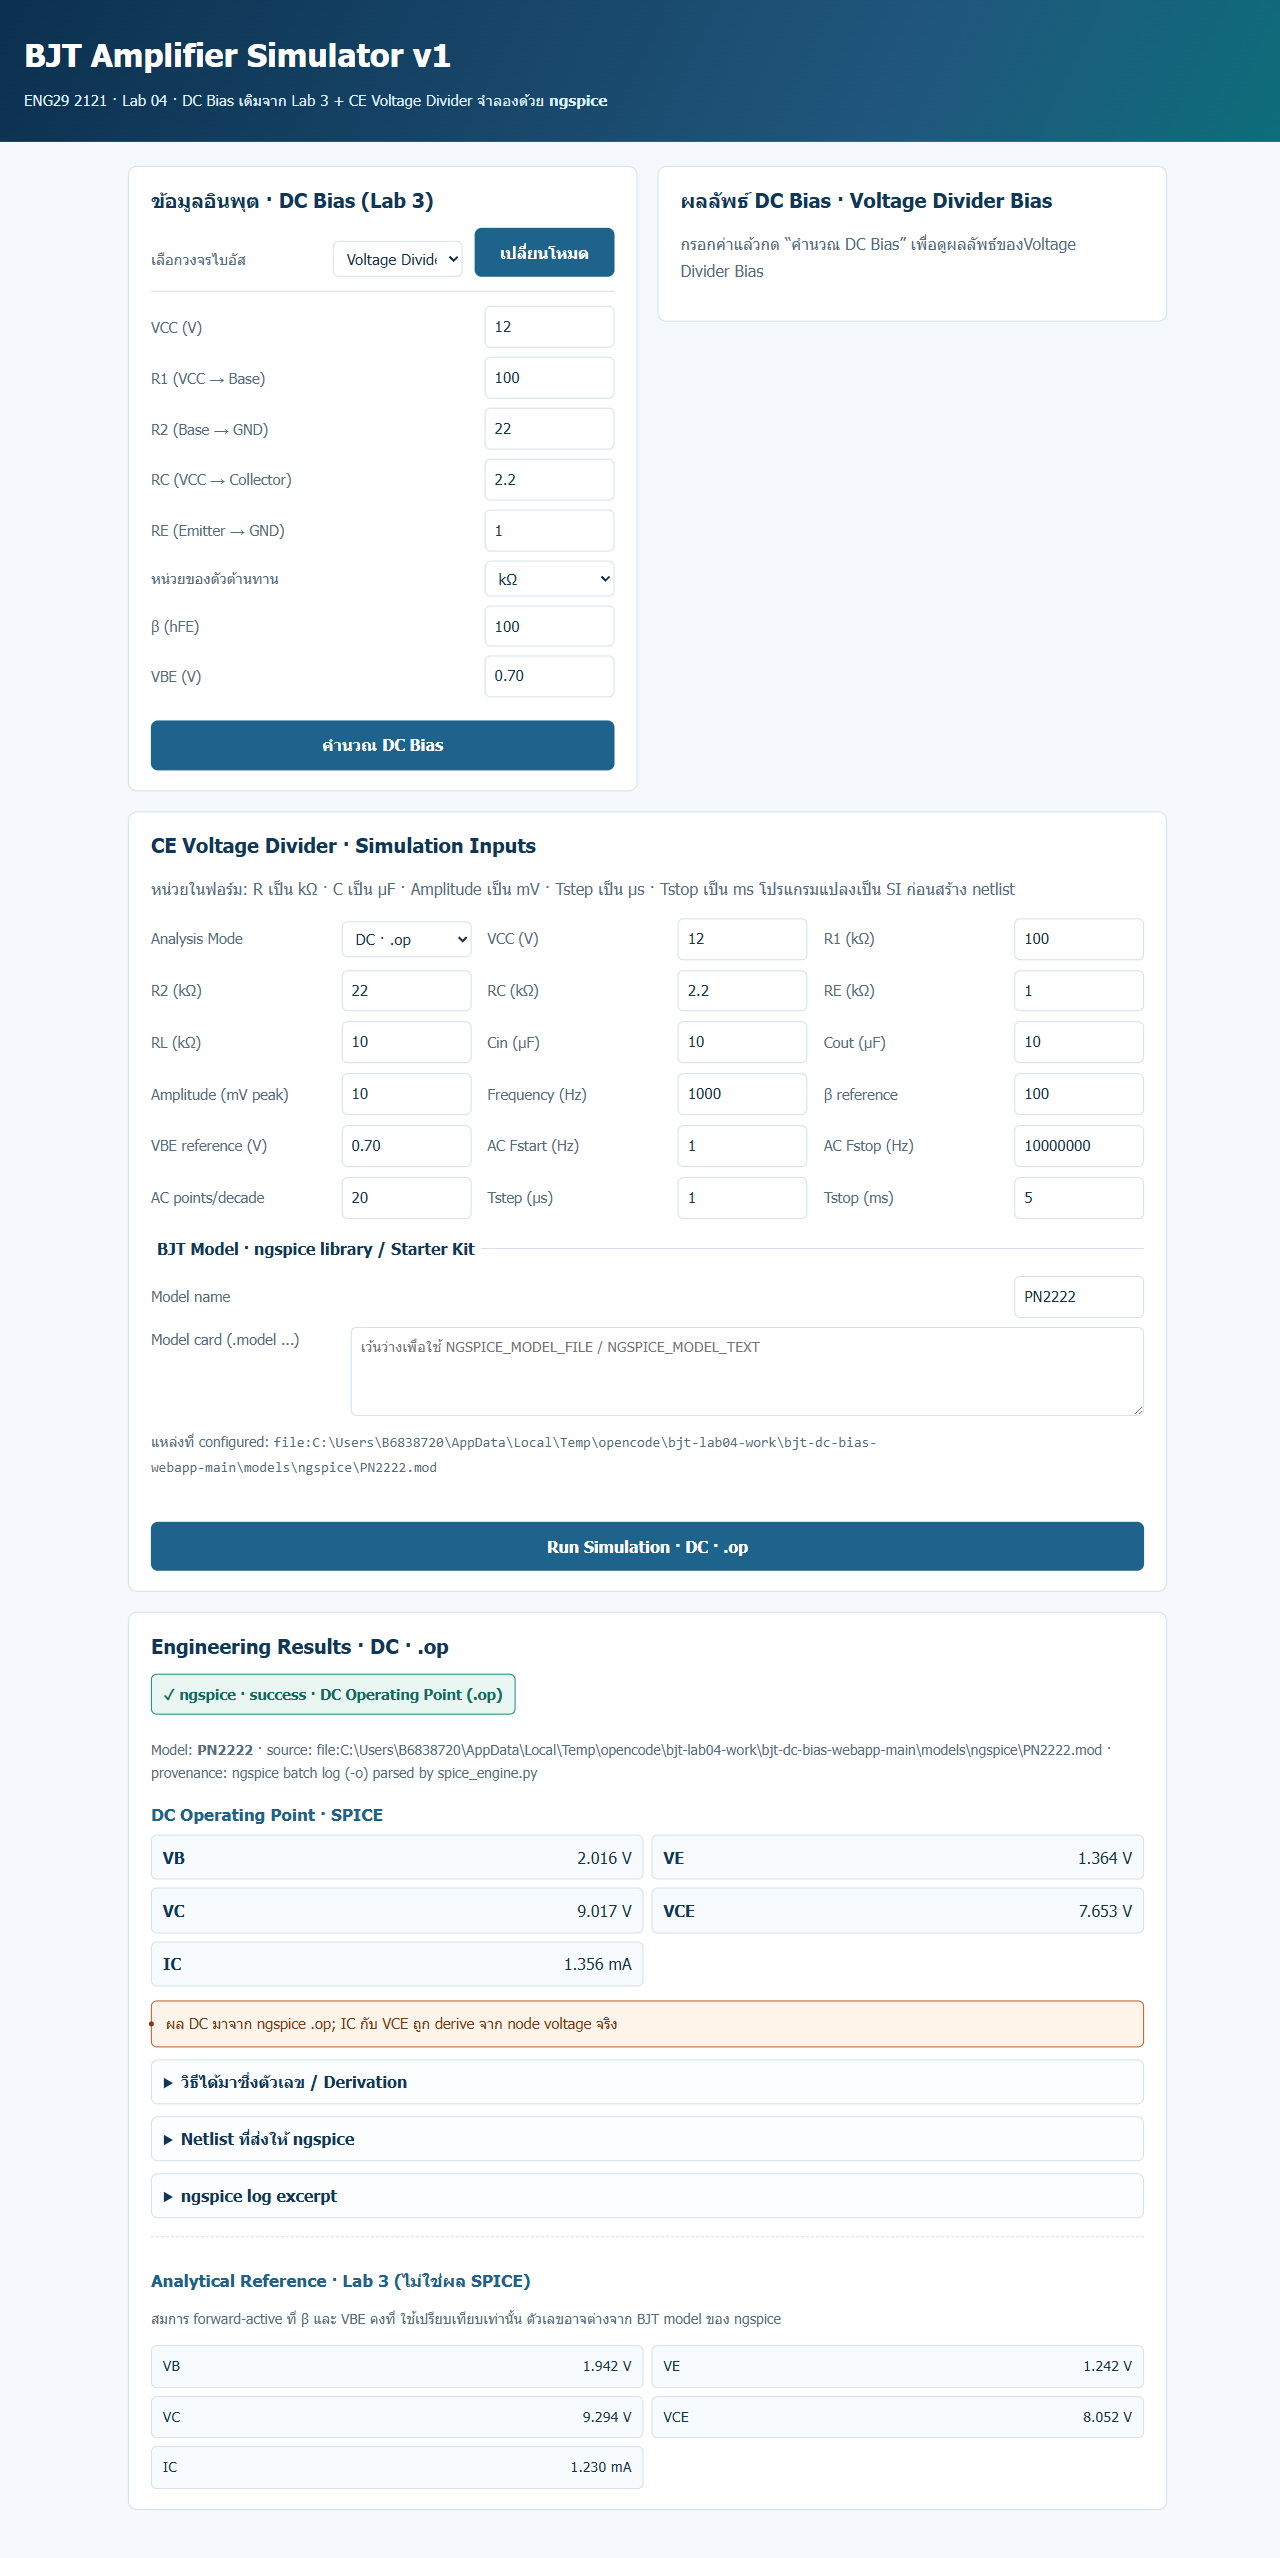 BJT Amplifier Simulator v1
ENG29 2121 · Lab 04 · DC Bias เดิมจาก Lab 3 + CE Voltage Divider จำลองด้วย ngspice
ข้อมูลอินพุต · DC Bias (Lab 3)
เลือกวงจรไบอัส
Voltage Divide
เปลี่ยนโหมด
VCC (V) 12
R1 (VCC → Base) 100
R2 (Base → GND) 22
RC (VCC → Collector) 2.2
RE (Emitter → GND) 1
หน่วยของตัวต้านทาน kΩ
β (hFE) 100
VBE (V) 0.70
คำนวณ DC Bias
ผลลัพธ์ DC Bias · Voltage Divider Bias
กรอกค่าแล้วกด “คำนวณ DC Bias” เพื่อดูผลลัพธ์ของVoltage
Divider Bias
CE Voltage Divider · Simulation Inputs
หน่วยในฟอร์ม: R เป็น kΩ · C เป็น µF · Amplitude เป็น mV · Tstep เป็น µs · Tstop เป็น ms โปรแกรมแปลงเป็น SI ก่อนสร้าง netlist
Analysis Mode DC · .op VCC (V) 12 R1 (kΩ) 100
R2 (kΩ) 22 RC (kΩ) 2.2 RE (kΩ) 1
RL (kΩ) 10 Cin (µF) 10 Cout (µF) 10
Amplitude (mV peak) 10 Frequency (Hz) 1000 β reference 100
VBE reference (V) 0.70 AC Fstart (Hz) 1 AC Fstop (Hz) 10000000
AC points/decade 20 Tstep (µs) 1 Tstop (ms) 5
BJT Model · ngspice library / Starter Kit
Model name PN2222
Model card (.model ...) เว้นว่างเพื่อใช้ NGSPICE_MODEL_FILE / NGSPICE_MODEL_TEXT
แหล่งที่ configured: file:C:\Users\B6838720\AppData\Local\Temp\opencode\bjt-lab04-work\bjt-dc-bias-
webapp-main\models\ngspice\PN2222.mod
Run Simulation · DC · .op
Engineering Results · DC · .op
✓ ngspice · success · DC Operating Point (.op)
Model: PN2222 · source: file:C:\Users\B6838720\AppData\Local\Temp\opencode\bjt-lab04-work\bjt-dc-bias-webapp-main\models\ngspice\PN2222.mod ·
provenance: ngspice batch log (-o) parsed by spice_engine.py
DC Operating Point · SPICE
VB 2.016 V VE 1.364 V
VC 9.017 V VCE 7.653 V
IC 1.356 mA
ผล DC มาจาก ngspice .op; IC กับ VCE ถูก derive จาก node voltage จริง
▶ วิธีได้มาซึ่งตัวเลข / Derivation
▶ Netlist ที่ส่งให้ ngspice
▶ ngspice log excerpt
Analytical Reference · Lab 3 (ไม่ใช่ผล SPICE)
สมการ forward-active ที่ β และ VBE คงที่ ใช้เปรียบเทียบเท่านั้น ตัวเลขอาจต่างจาก BJT model ของ ngspice
VB 1.942 V VE 1.242 V
VC 9.294 V VCE 8.052 V
IC 1.230 mA